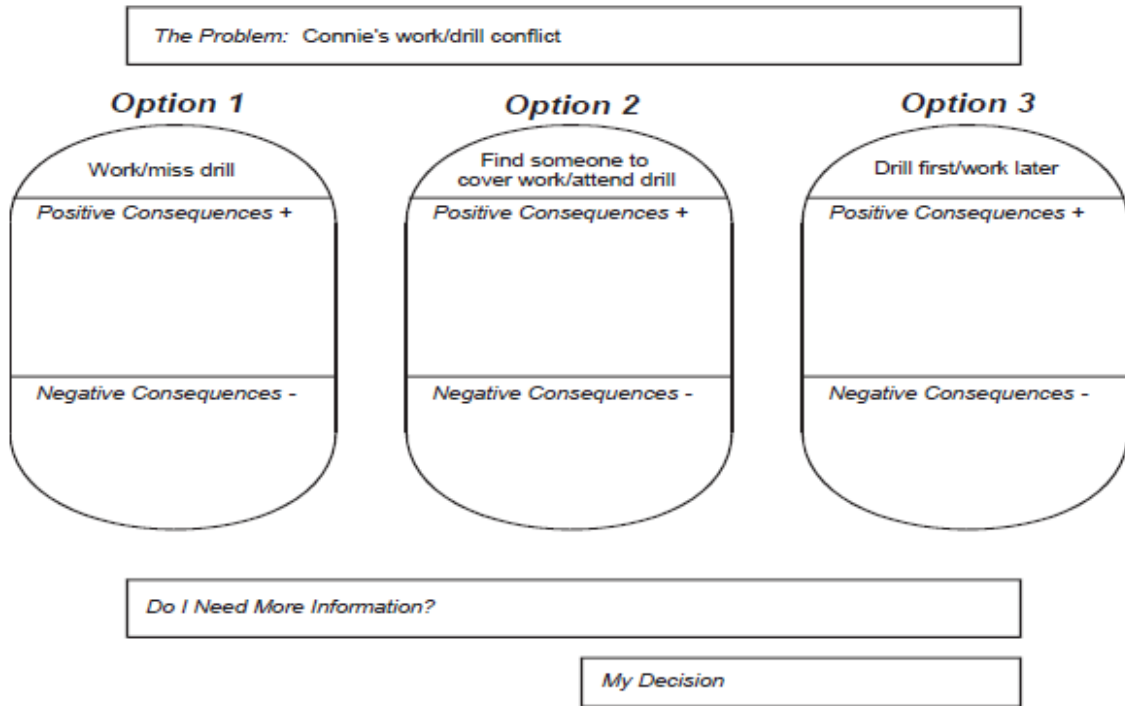 The Problem: Connie's work/drill conflict
Option 1
Option 2
Option 3
Work/miss drill
Find someone to
cover work/attend drill
Drill first/work later
Positive Consequences +
Positive Consequences +
Positive Consequences +
Negative Consequences -
Negative Consequences -
Negative Consequences -
Do I Need More Information?
My Decision